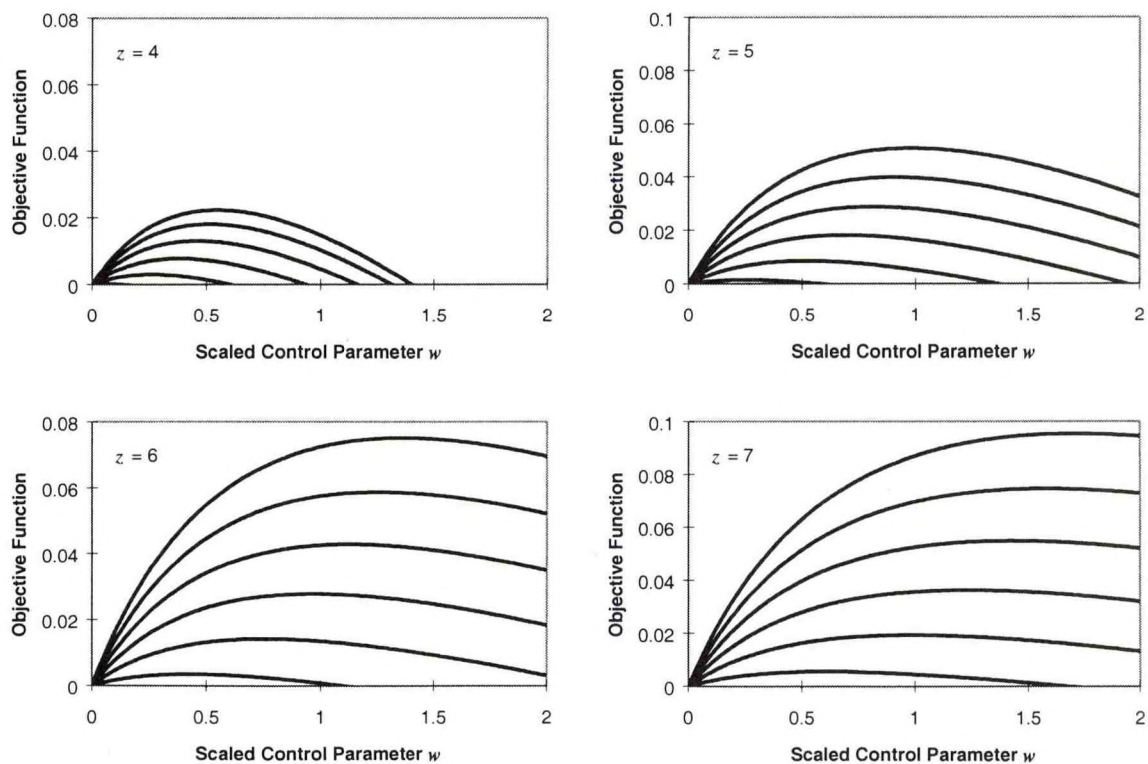 0.08
0.06
0.04
0.02
0
Objective Function
z = 4
0 0.5 1 1.5 2
Scaled Control Parameter w
0.1
0.08
0.06
0.04
0.02
0
Objective Function
z = 5
0 0.5 1 1.5 2
Scaled Control Parameter w
0.08
0.06
0.04
0.02
0
Objective Function
z = 6
0 0.5 1 1.5 2
Scaled Control Parameter w
0.1
0.08
0.06
0.04
0.02
0
Objective Function
z = 7
0 0.5 1 1.5 2
Scaled Control Parameter w